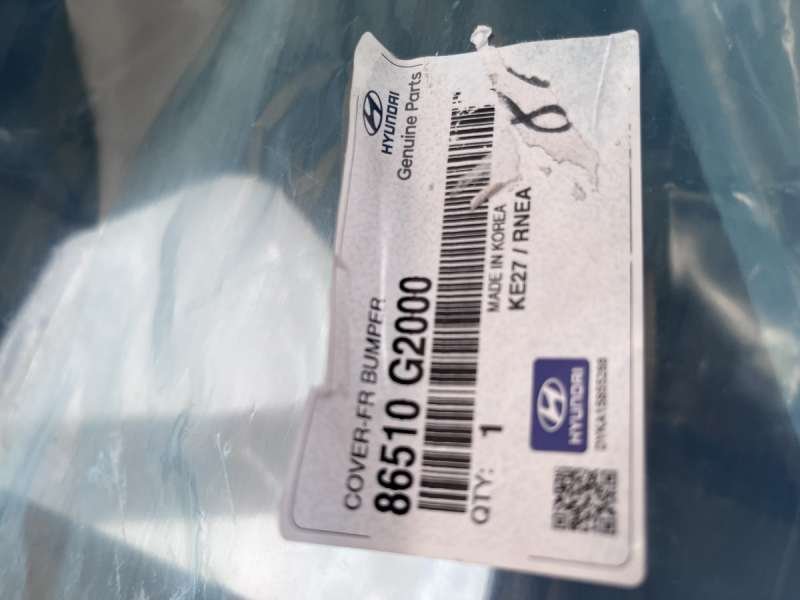 HYUNDAI
Genuine Parts
COVER-FR BUMPER
86510 G2000
QTY: 1
MADE IN KOREA
KE27 / RNEA
HYUNDAI
8